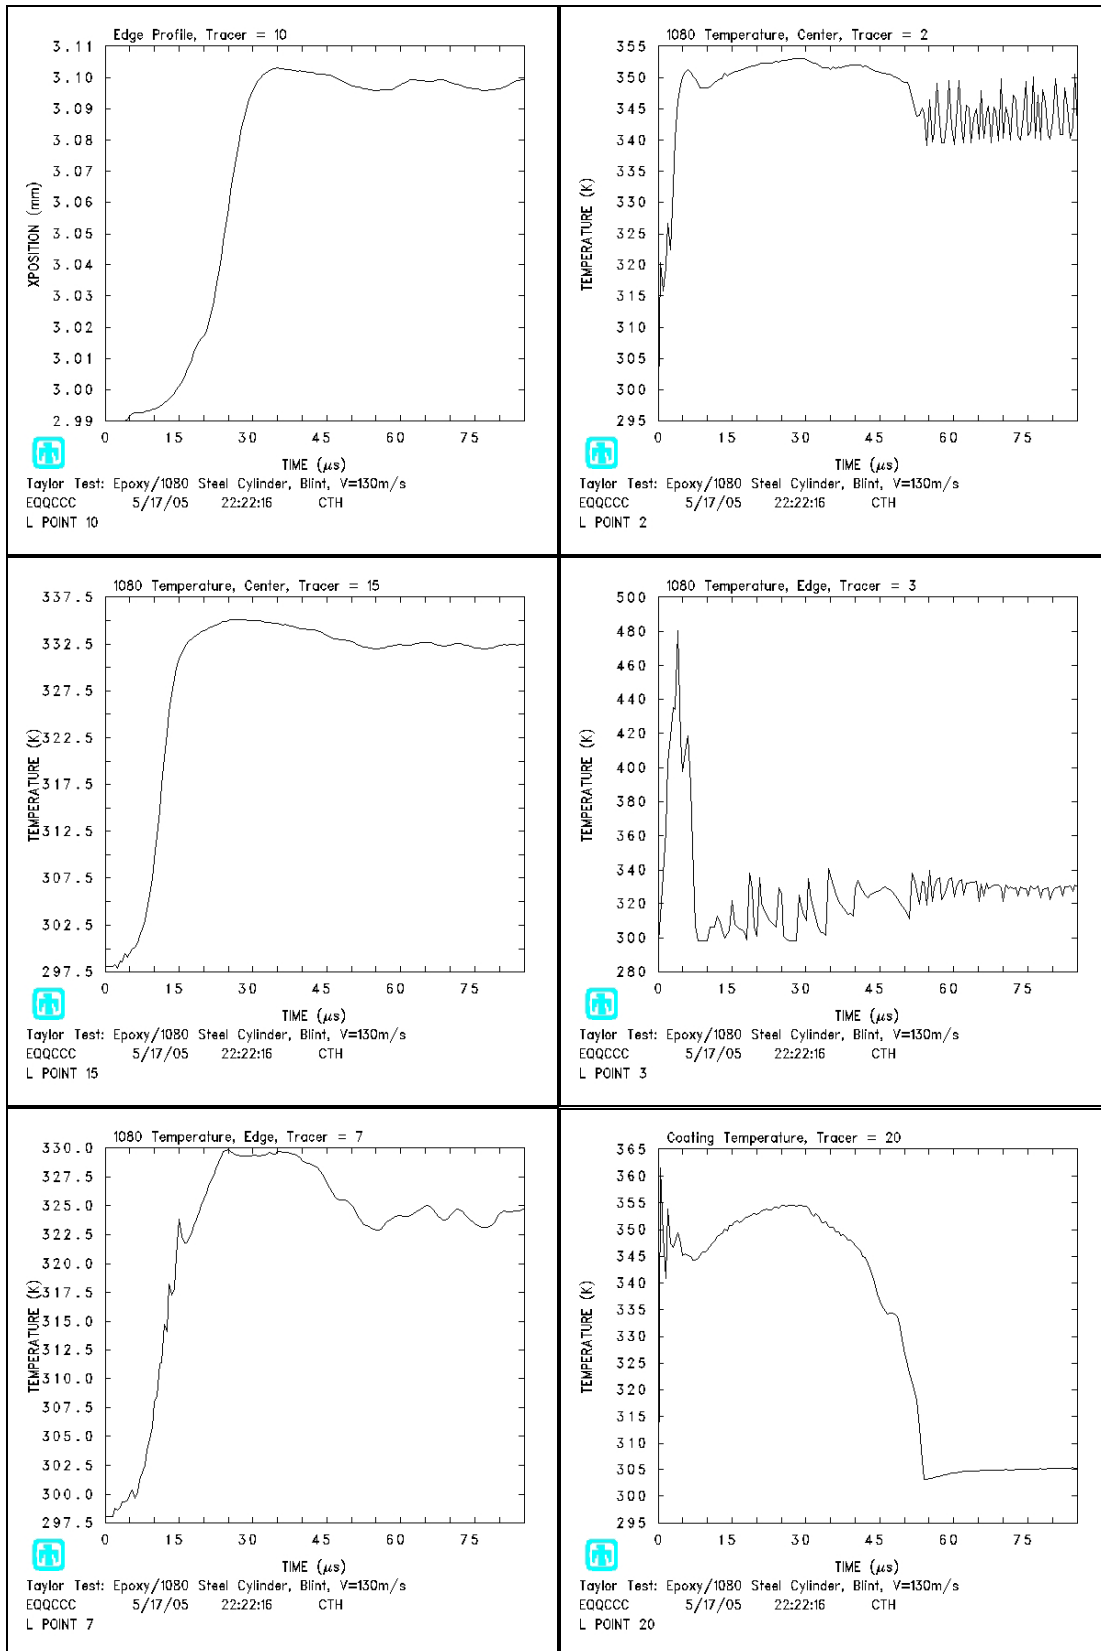 Edge Profile, Tracer = 10
3.11
3.10
3.09
3.08
3.07
3.06
3.05
3.04
3.03
3.02
3.01
3.00
2.99
XPOSITION (mm)
0 15 30 45 60 75
TIME (μs)
Taylor Test: Epoxy/1080 Steel Cylinder, Blint, V=130m/s
EQQCCC 5/17/05 22:22:16 CTH
L POINT 10
1080 Temperature, Center, Tracer = 2
355
350
345
340
335
330
325
320
315
310
305
300
295
TEMPERATURE (K)
0 15 30 45 60 75
TIME (μs)
Taylor Test: Epoxy/1080 Steel Cylinder, Blint, V=130m/s
EQQCCC 5/17/05 22:22:16 CTH
L POINT 2
1080 Temperature, Center, Tracer = 15
337.5
332.5
327.5
322.5
317.5
312.5
307.5
302.5
297.5
TEMPERATURE (K)
0 15 30 45 60 75
TIME (μs)
Taylor Test: Epoxy/1080 Steel Cylinder, Blint, V=130m/s
EQQCCC 5/17/05 22:22:16 CTH
L POINT 15
1080 Temperature, Edge, Tracer = 3
500
480
460
440
420
400
380
360
340
320
300
280
TEMPERATURE (K)
0 15 30 45 60 75
TIME (μs)
Taylor Test: Epoxy/1080 Steel Cylinder, Blint, V=130m/s
EQQCCC 5/17/05 22:22:16 CTH
L POINT 3
1080 Temperature, Edge, Tracer = 7
330.0
327.5
325.0
322.5
320.0
317.5
315.0
312.5
310.0
307.5
305.0
302.5
300.0
297.5
TEMPERATURE (K)
0 15 30 45 60 75
TIME (μs)
Taylor Test: Epoxy/1080 Steel Cylinder, Blint, V=130m/s
EQQCCC 5/17/05 22:22:16 CTH
L POINT 7
Coating Temperature, Tracer = 20
365
360
355
350
345
340
335
330
325
320
315
310
305
300
295
TEMPERATURE (K)
0 15 30 45 60 75
TIME (μs)
Taylor Test: Epoxy/1080 Steel Cylinder, Blint, V=130m/s
EQQCCC 5/17/05 22:22:16 CTH
L POINT 20